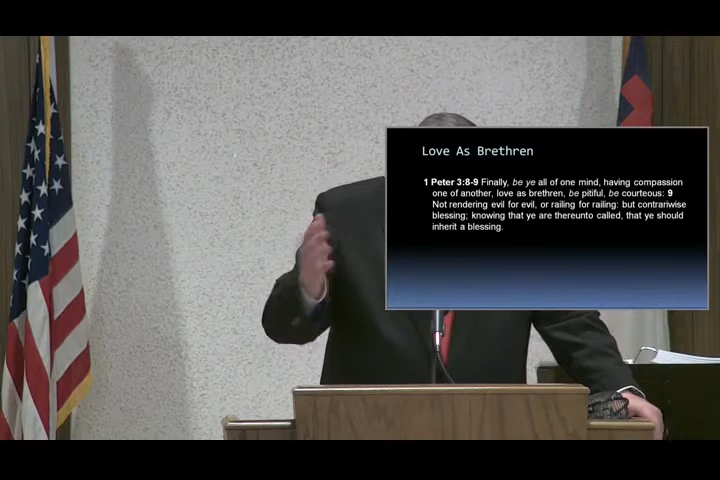 Love As Brethren
1 Peter 3:8-9 Finally, be ye all of one mind, having compassion
one of another, love as brethren, be pitiful, be courteous: 9
Not rendering evil for evil, or railing for railing: but contrariwise
blessing; knowing that ye are thereunto called, that ye should
inherit a blessing.